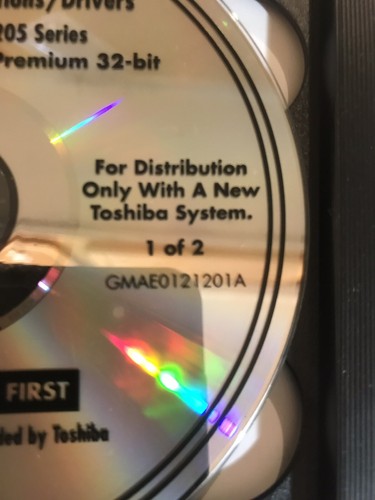 /Drivers
205 Series
Premium 32-bit
For Distribution
Only With A New
Toshiba System.
1 of 2
GMAE0121201A
FIRST
by Toshiba